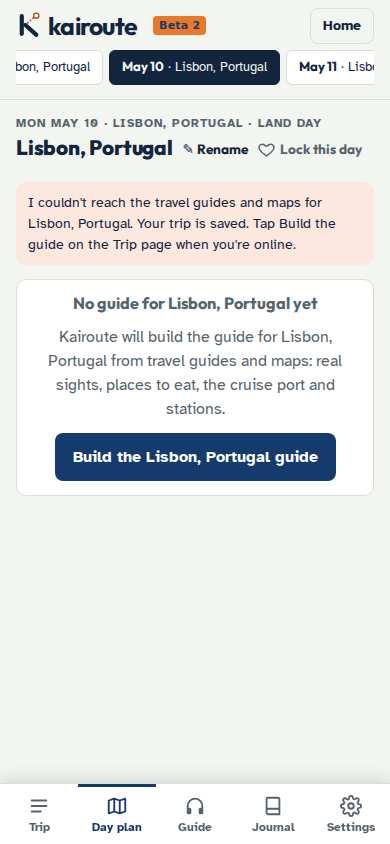 kairoute
Beta 2
Home
bon, Portugal
May 10 · Lisbon, Portugal
May 11 · Lisb
MON MAY 10 · LISBON, PORTUGAL · LAND DAY
Lisbon, Portugal
✎ Rename
Lock this day
I couldn't reach the travel guides and maps for
Lisbon, Portugal. Your trip is saved. Tap Build the
guide on the Trip page when you're online.
No guide for Lisbon, Portugal yet
Kairoute will build the guide for Lisbon,
Portugal from travel guides and maps: real
sights, places to eat, the cruise port and
stations.
Build the Lisbon, Portugal guide
Trip
Day plan
Guide
Journal
Settings